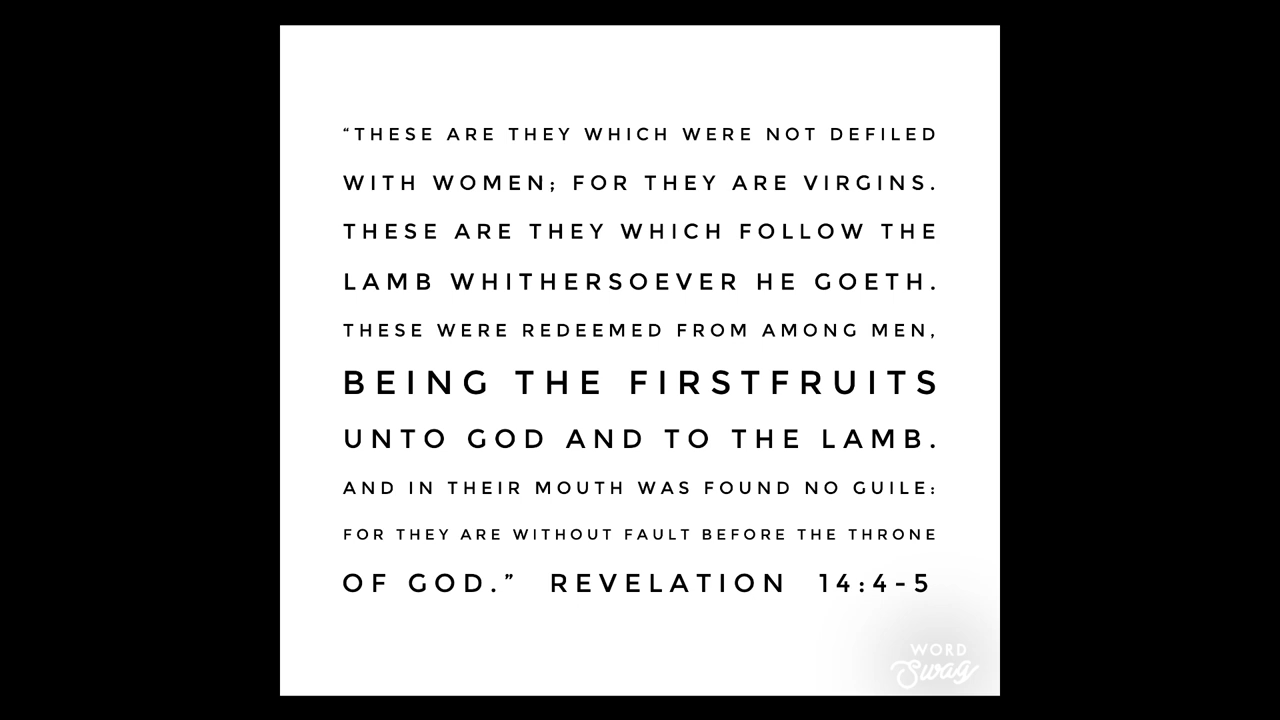 “THESE ARE THEY WHICH WERE NOT DEFILED
WITH WOMEN; FOR THEY ARE VIRGINS.
THESE ARE THEY WHICH FOLLOW THE
LAMB WHITHERSOEVER HE GOETH.
THESE WERE REDEEMED FROM AMONG MEN,
BEING THE FIRSTFRUITS
UNTO GOD AND TO THE LAMB.
AND IN THEIR MOUTH WAS FOUND NO GUILE:
FOR THEY ARE WITHOUT FAULT BEFORE THE THRONE
OF GOD.” REVELATION 14:4-5
WORD
Swag